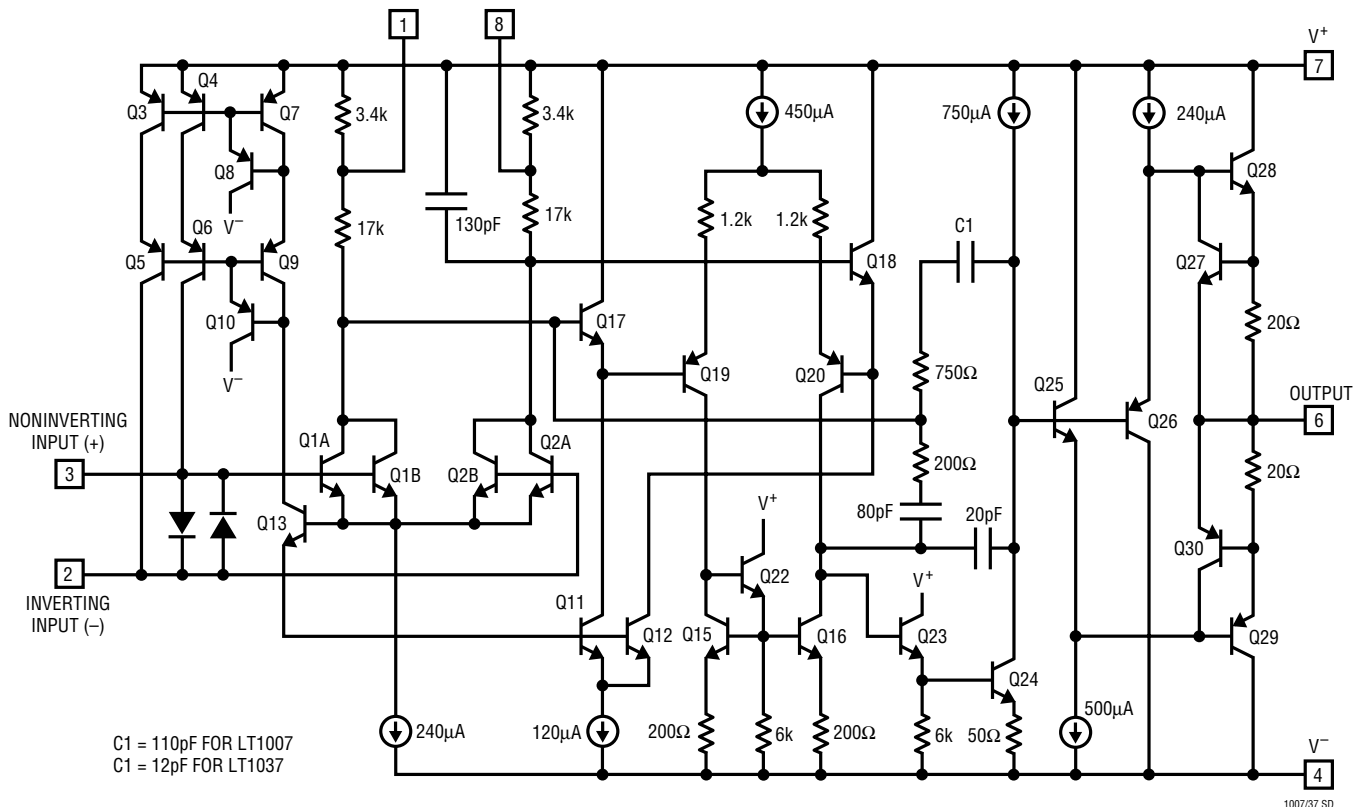 1
8
V+
7
Q3
Q4
Q7
3.4k
3.4k
450µA
750µA
240µA
Q8
V−
Q28
17k
130pF
17k
1.2k
1.2k
C1
Q5
Q6
Q9
Q18
Q27
Q10
V−
Q17
20Ω
Q19
Q20
750Ω
Q25
Q26
OUTPUT
6
NONINVERTING
INPUT (+)
3
Q1A
Q1B
Q2B
Q2A
200Ω
20Ω
Q13
V+
80pF
20pF
Q30
2
INVERTING
INPUT (–)
Q22
V+
Q11
Q12
Q15
Q16
Q23
Q29
Q24
240µA
120µA
200Ω
6k
200Ω
6k
50Ω
500µA
C1 = 110pF FOR LT1007
C1 = 12pF FOR LT1037
V−
4
1007/37 SD